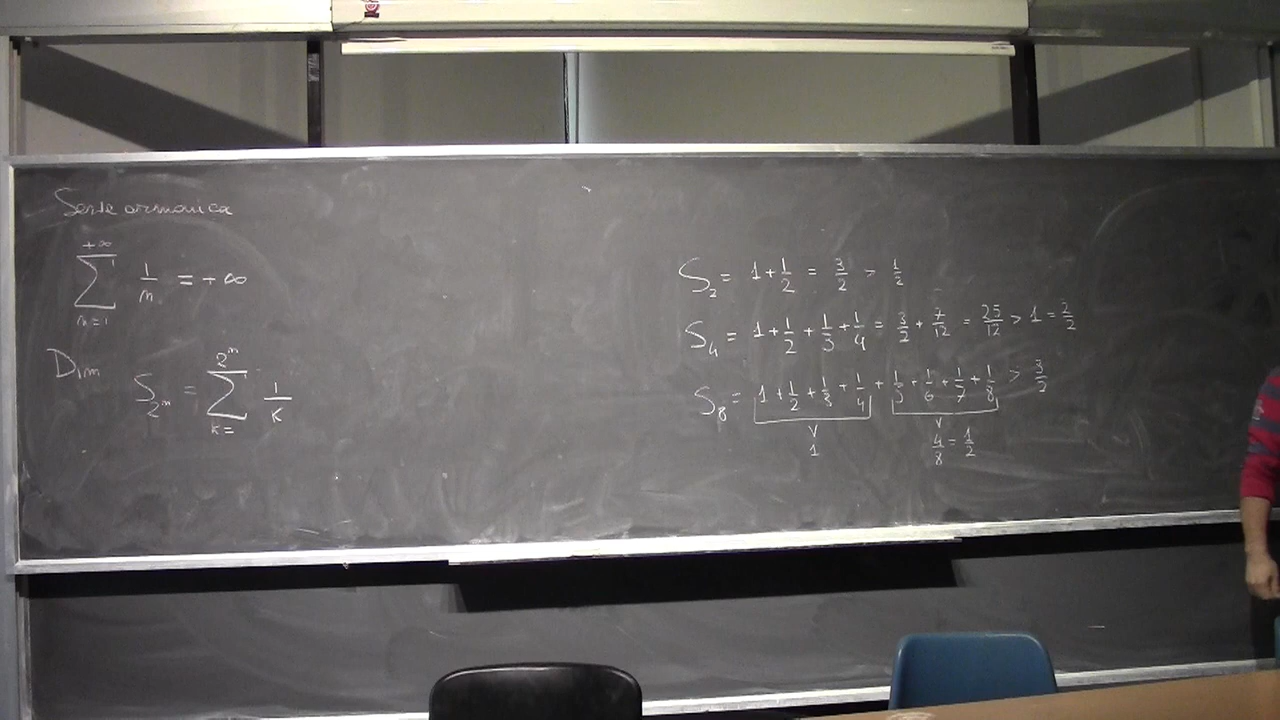 Serie armonica
+∞
∑ 1/n = +∞
n=1
Dim
S_{2^n} = ∑_{k=}^{2^n} 1/k
S_2 = 1 + 1/2 = 3/2 > 1/2
S_4 = 1 + 1/2 + 1/3 + 1/4 = 3/2 + 7/12 = 25/12 > 1 = 2/2
S_8 = 1 + 1/2 + 1/3 + 1/4 + 1/5 + 1/6 + 1/7 + 1/8 > 3/2
∨ ∨
1 4/8 = 1/2